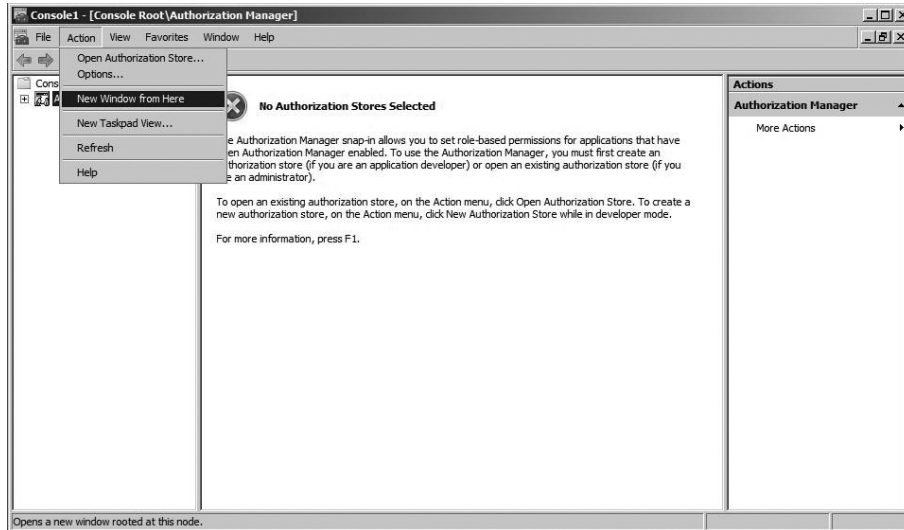 Console1 - [Console Root\Authorization Manager]
File Action View Favorites Window Help
Open Authorization Store...
Options...
New Window from Here
New Taskpad View...
Refresh
Help
Cons
A
No Authorization Stores Selected
e Authorization Manager snap-in allows you to set role-based permissions for applications that have
en Authorization Manager enabled. To use the Authorization Manager, you must first create an
thorization store (if you are an application developer) or open an existing authorization store (if you
e an administrator).
To open an existing authorization store, on the Action menu, click Open Authorization Store. To create a
new authorization store, on the Action menu, click New Authorization Store while in developer mode.
For more information, press F1.
Actions
Authorization Manager
More Actions
Opens a new window rooted at this node.